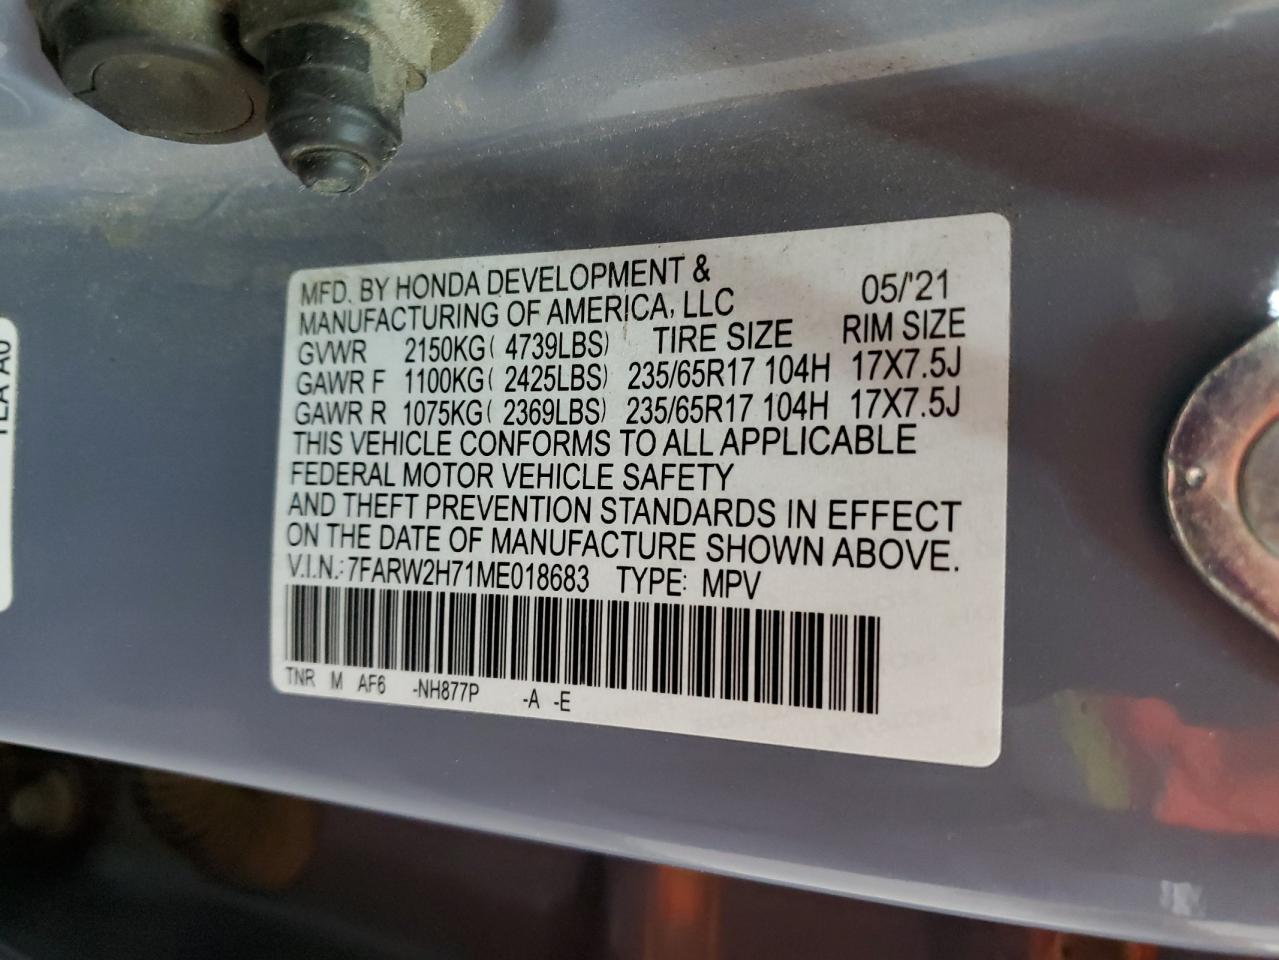 MFD. BY HONDA DEVELOPMENT &
MANUFACTURING OF AMERICA, LLC 05/'21
GVWR 2150KG( 4739LBS) TIRE SIZE RIM SIZE
GAWR F 1100KG( 2425LBS) 235/65R17 104H 17X7.5J
GAWR R 1075KG( 2369LBS) 235/65R17 104H 17X7.5J
THIS VEHICLE CONFORMS TO ALL APPLICABLE
FEDERAL MOTOR VEHICLE SAFETY
AND THEFT PREVENTION STANDARDS IN EFFECT
ON THE DATE OF MANUFACTURE SHOWN ABOVE.
V.I.N.: 7FARW2H71ME018683 TYPE: MPV
TNR M AF6 -NH877P -A -E